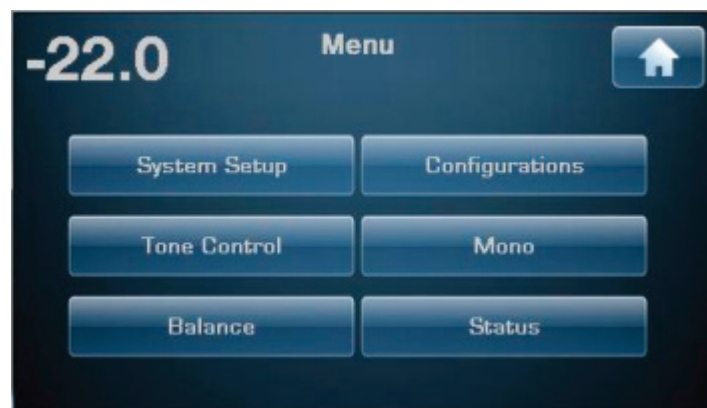 -22.0
Menu
System Setup
Configurations
Tone Control
Mono
Balance
Status